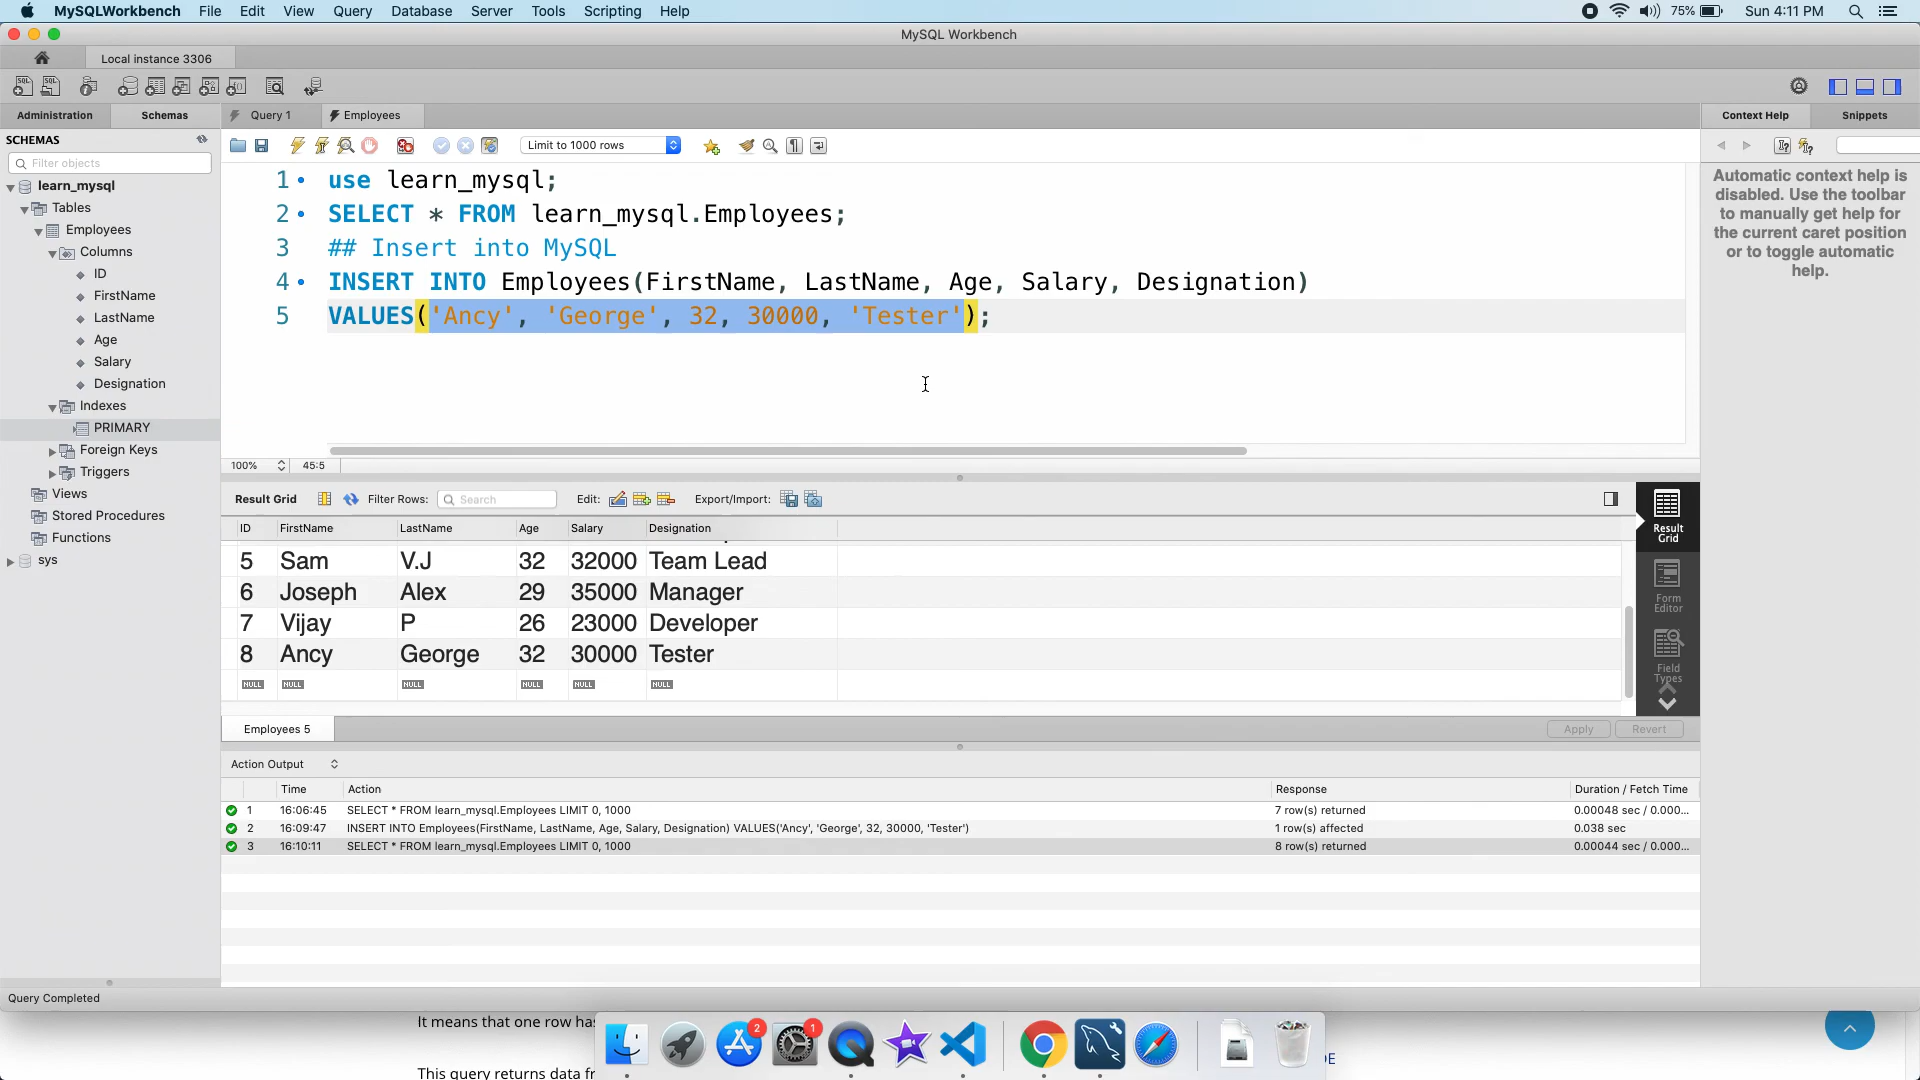 MySQLWorkbench File Edit View Query Database Server Tools Scripting Help 75% Sun 4:11 PM
MySQL Workbench
Local instance 3306
Administration Schemas Query 1 Employees Context Help Snippets
SCHEMAS
Limit to 1000 rows
Filter objects
learn_mysql
Tables
Employees
Columns
ID
FirstName
LastName
Age
Salary
Designation
Indexes
PRIMARY
Foreign Keys
Triggers
Views
Stored Procedures
Functions
sys
1 use learn_mysql;
2 SELECT * FROM learn_mysql.Employees;
3 ## Insert into MySQL
4 INSERT INTO Employees(FirstName, LastName, Age, Salary, Designation)
5 VALUES('Ancy', 'George', 32, 30000, 'Tester');
Automatic context help is
disabled. Use the toolbar
to manually get help for
the current caret position
or to toggle automatic
help.
100% 45:5
Result Grid Filter Rows: Search Edit: Export/Import:
ID FirstName LastName Age Salary Designation
5 Sam V.J 32 32000 Team Lead
6 Joseph Alex 29 35000 Manager
7 Vijay P 26 23000 Developer
8 Ancy George 32 30000 Tester
NULL NULL NULL NULL NULL NULL
Result
Grid
Form
Editor
Field
Types
Employees 5 Apply Revert
Action Output
Time Action Response Duration / Fetch Time
1 16:06:45 SELECT * FROM learn_mysql.Employees LIMIT 0, 1000 7 row(s) returned 0.00048 sec / 0.000...
2 16:09:47 INSERT INTO Employees(FirstName, LastName, Age, Salary, Designation) VALUES('Ancy', 'George', 32, 30000, 'Tester') 1 row(s) affected 0.038 sec
3 16:10:11 SELECT * FROM learn_mysql.Employees LIMIT 0, 1000 8 row(s) returned 0.00044 sec / 0.000...
Query Completed
It means that one row has
2 1
DE
This query returns data